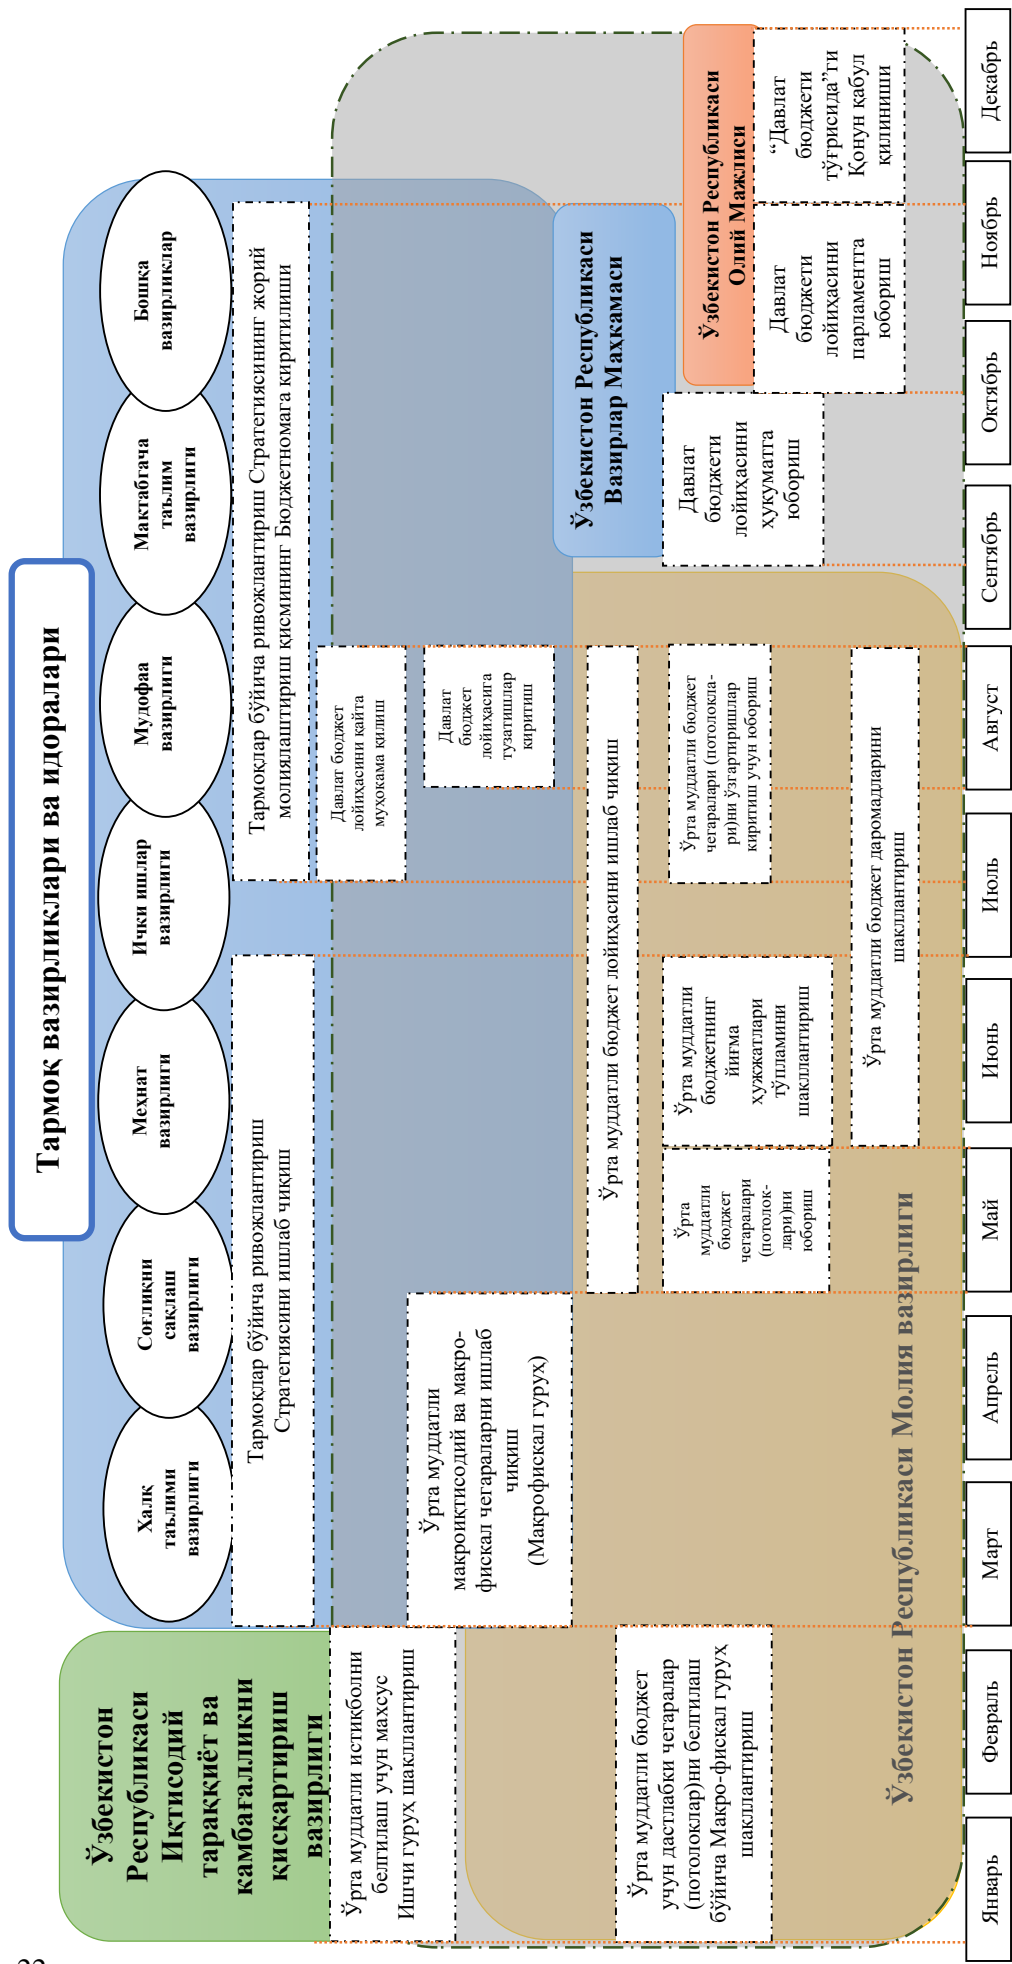 Тармоқ вазирликлари ва идоралари
Халқ
таълими
вазирлиги
Соғлиқни
сақлаш
вазирлиги
Меҳнат
вазирлиги
Ички ишлар
вазирлиги
Мудофаа
вазирлиги
Мактабгача
таълим
вазирлиги
Бошка
вазирликлар
Ўзбекистон
Республикаси
Иқтисодий
тараққиёт ва
камбағалликни
қисқартириш
вазирлиги
Тармоқлар бўйича ривожлантириш
Стратегиясини ишлаб чиқиш
Тармоқлар бўйича ривожлантириш Стратегиясининг жорий
молиялаштириш қисмининг Бюджетномага киритилиши
Ўрта муддатли истиқболни
белгилаш учун махсус
Ишчи гуруҳ шакллантириш
Давлат бюджет
лойиҳасини қайта
муҳокама қилиш
Ўрта муддатли
макроиқтисодий ва макро-
фискал чегараларни ишлаб
чиқиш
(Макрофискал гуруҳ)
Давлат
бюджет
лойиҳасига
тузатишлар
киритиш
Ўзбекистон Республикаси
Вазирлар Маҳкамаси
Ўзбекистон Республикаси
Олий Мажлиси
Ўрта муддатли бюджет лойиҳасини ишлаб чиқиш
Ўрта муддатли бюджет
учун дастлабки чегаралар
(потолоклар)ни белгилаш
бўйича Макро-фискал гуруҳ
шакллантириш
Ўрта
муддатли
бюджет
чегаралари
(потолок-
лари)ни
юбориш
Ўрта муддатли
бюджетнинг
йиғма
ҳужжатлари
тўпламини
шакллантириш
Ўрта муддатли бюджет
чегаралари (потолокла-
ри)ни ўзгартиришлар
киритиш учун юбориш
Давлат
бюджети
лойиҳасини
ҳукуматга
юбориш
Давлат
бюджети
лойиҳасини
парламентга
юбориш
“Давлат
бюджети
тўғрисида”ги
Қонун қабул
қилиниши
Ўрта муддатли бюджет даромадларини
шакллантириш
Ўзбекистон Республикаси Молия вазирлиги
Январь
Февраль
Март
Апрель
Май
Июнь
Июль
Август
Сентябрь
Октябрь
Ноябрь
Декабрь